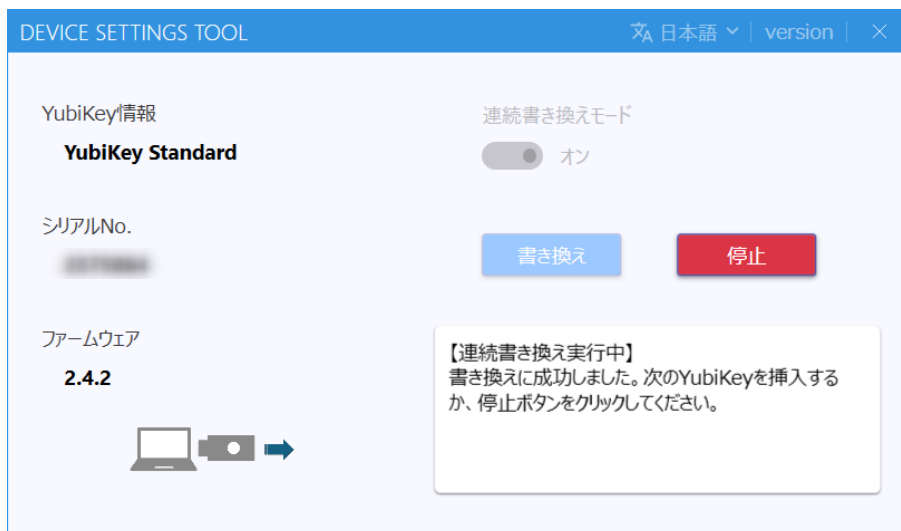 DEVICE SETTINGS TOOL
日本語
version
YubiKey情報
YubiKey Standard
連続書き換えモード
オン
シリアルNo.
書き換え
停止
ファームウェア
2.4.2
【連続書き換え実行中】
書き換えに成功しました。次のYubiKeyを挿入する
か、停止ボタンをクリックしてください。